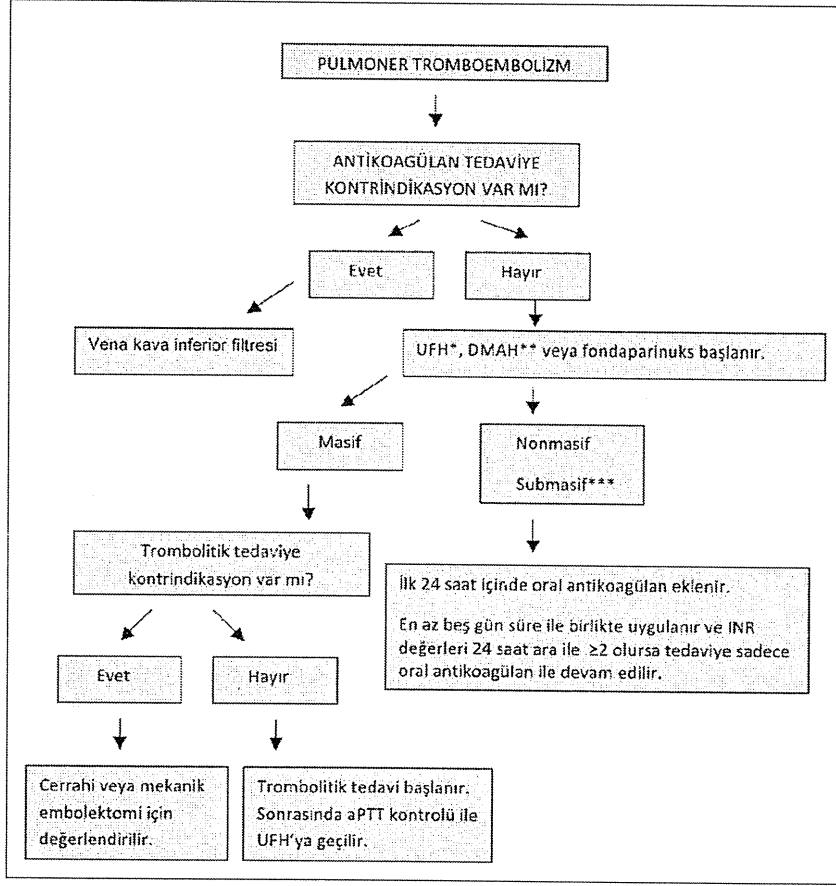 PULMONER TROMBOEMBOLİZM
ANTİKOAGÜLAN TEDAVİYE
KONTRİNDİKASYON VAR MI?
Evet
Hayır
Vena kava inferior filtresi
UFH*, DMAH** veya fondaparinuks başlanır.
Masif
Nonmasif
Submasif***
Trombolitik tedaviye
kontrindikasyon var mı?
İlk 24 saat içinde oral antikoagülan eklenir.
En az beş gün süre ile birlikte uygulanır ve INR
değerleri 24 saat ara ile ≥2 olursa tedaviye sadece
oral antikoagülan ile devam edilir.
Evet
Hayır
Cerrahi veya mekanik
embolektomi için
değerlendirilir.
Trombolitik tedavi başlanır.
Sonrasında aPTT kontrolü ile
UFH'ya geçilir.